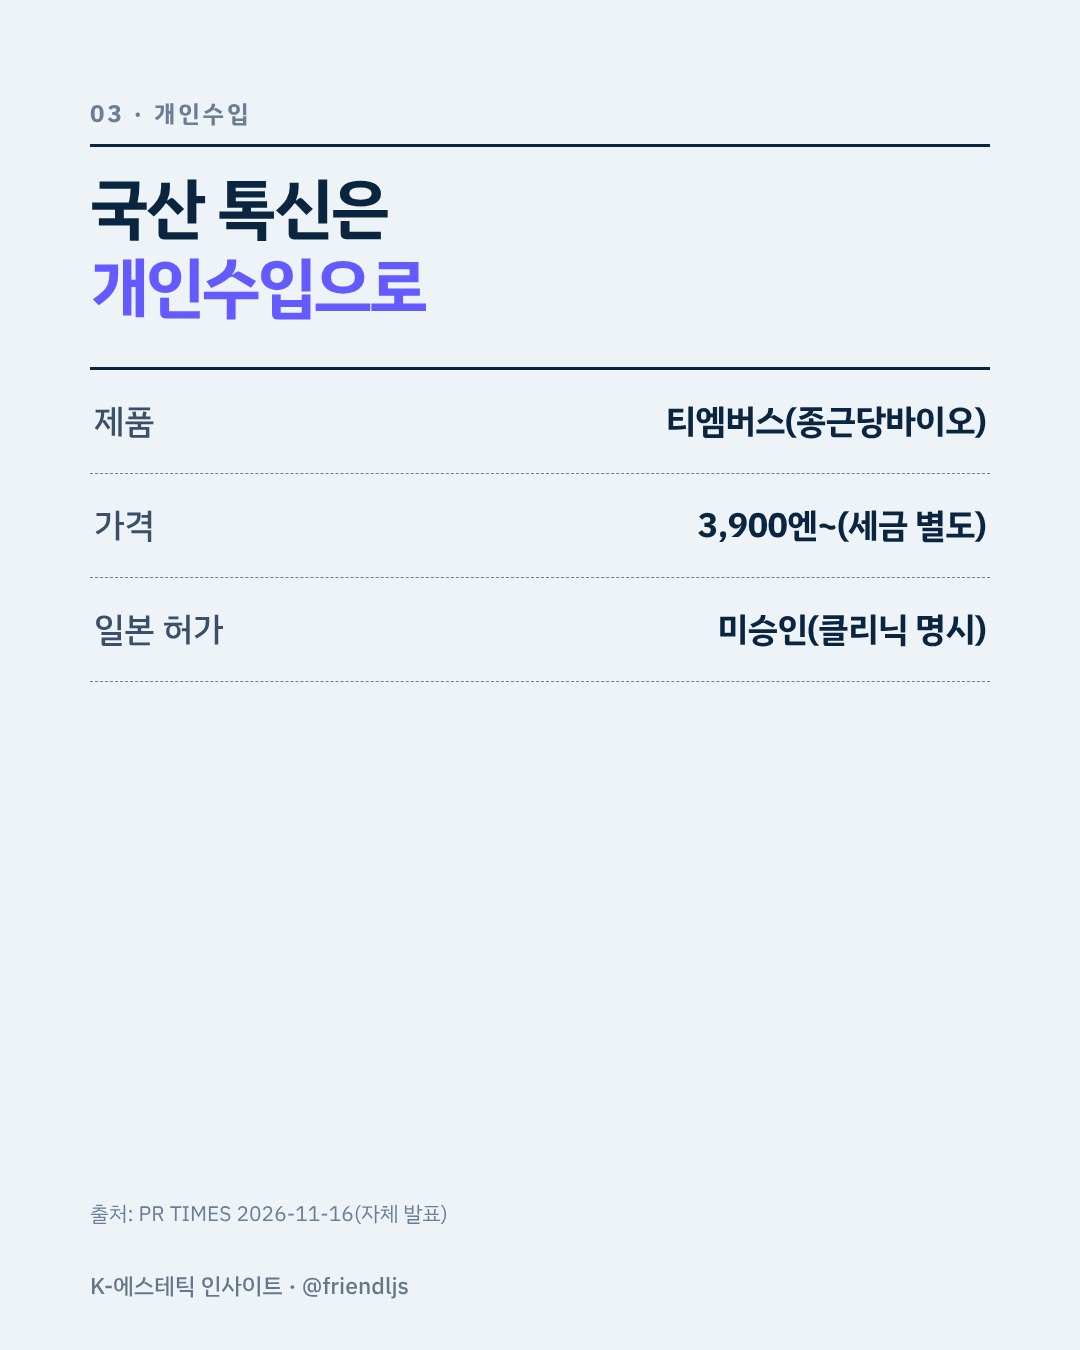 03 · 개인수입
국산 톡신은
개인수입으로
제품 티엠버스(종근당바이오)
가격 3,900엔~(세금 별도)
일본 허가 미승인(클리닉 명시)
출처: PR TIMES 2026-11-16(자체 발표)
K-에스테틱 인사이트 · @friendljs